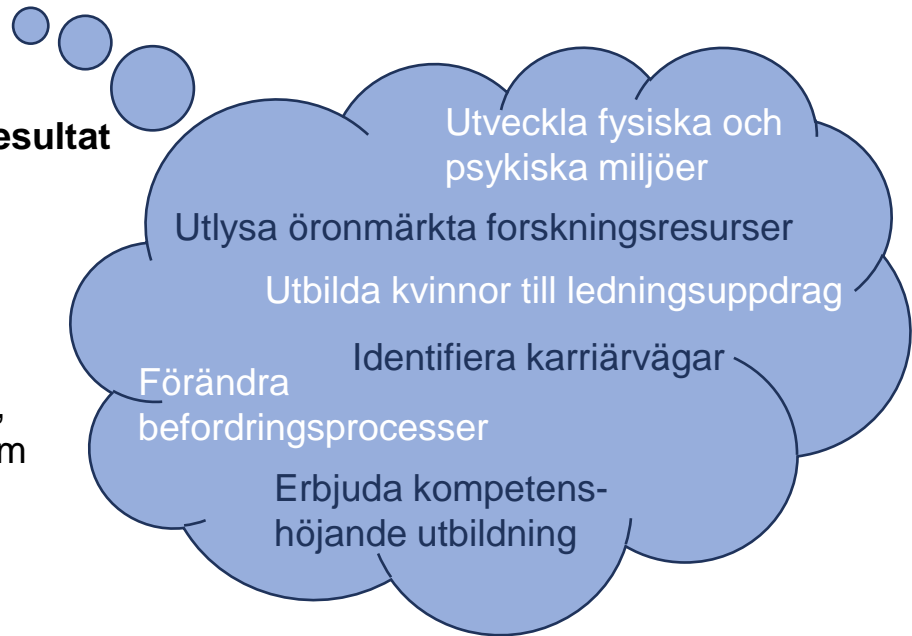 esultat
Utveckla fysiska och
psykiska miljöer
Utlysa öronmärkta forskningsresurser
Utbilda kvinnor till ledningsuppdrag
Identifiera karriärvägar
Förändra
befordringsprocesser
,
m
Erbjuda kompetens-
höjande utbildning